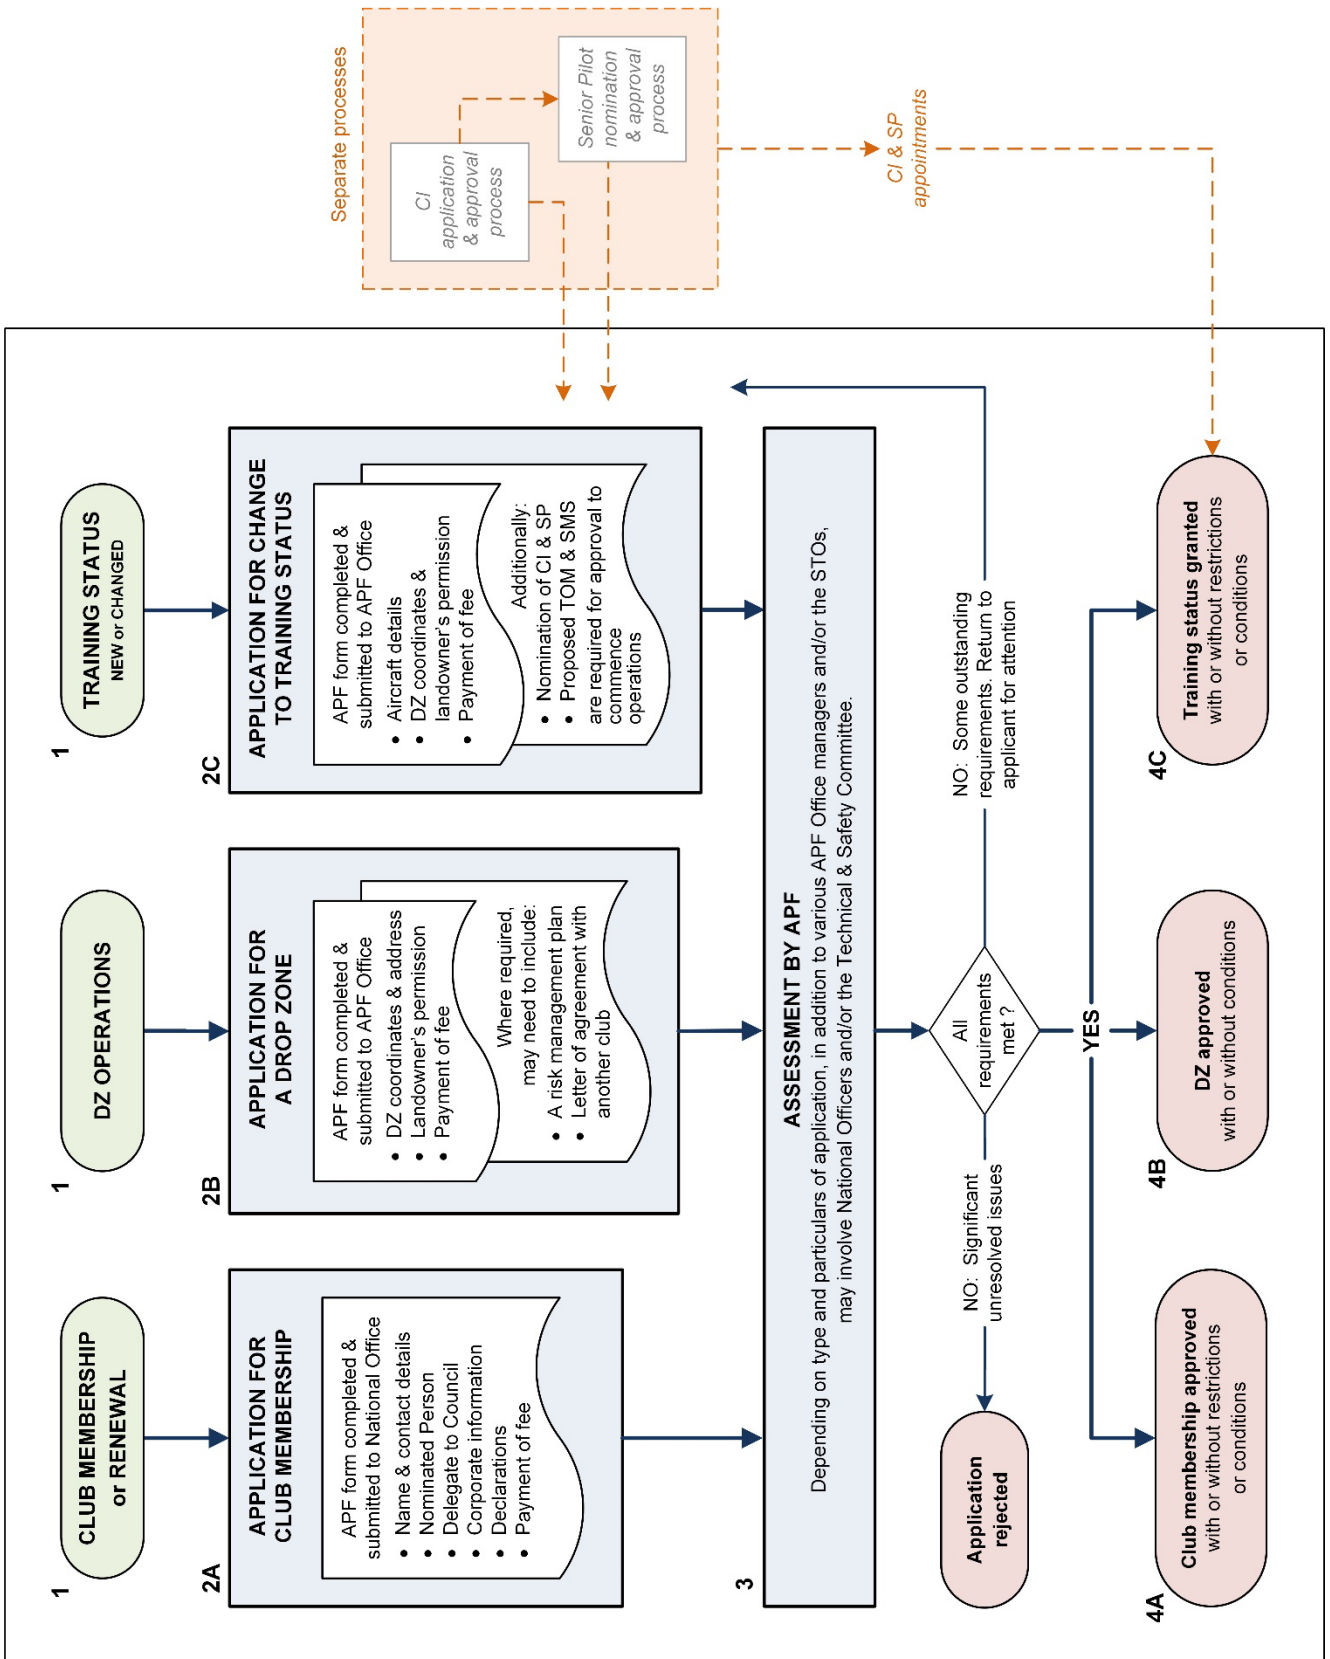 1
CLUB MEMBERSHIP
or RENEWAL
1
DZ OPERATIONS
1
TRAINING STATUS
NEW or CHANGED
2A
APPLICATION FOR
CLUB MEMBERSHIP
APF form completed &
submitted to National Office
• Name & contact details
• Nominated Person
• Delegate to Council
• Corporate information
• Declarations
• Payment of fee
2B
APPLICATION FOR
A DROP ZONE
APF form completed &
submitted to APF Office
• DZ coordinates & address
• Landowner's permission
• Payment of fee
Where required,
may need to include:
• A risk management plan
• Letter of agreement with
another club
2C
APPLICATION FOR CHANGE
TO TRAINING STATUS
APF form completed &
submitted to APF Office
• Aircraft details
• DZ coordinates &
landowner's permission
• Payment of fee
Additionally:
• Nomination of CI & SP
• Proposed TOM & SMS
are required for approval to
commence
operations
Separate processes
CI
application
& approval
process
Senior Pilot
nomination
& approval
process
CI & SP
appointments
3
ASSESSMENT BY APF
Depending on type and particulars of application, in addition to various APF Office managers and/or the STOs,
may involve National Officers and/or the Technical & Safety Committee.
All
requirements
met ?
NO: Significant
unresolved issues
Application
rejected
NO: Some outstanding
requirements. Return to
applicant for attention
YES
4A
Club membership approved
with or without restrictions
or conditions
4B
DZ approved
with or without conditions
4C
Training status granted
with or without restrictions
or conditions